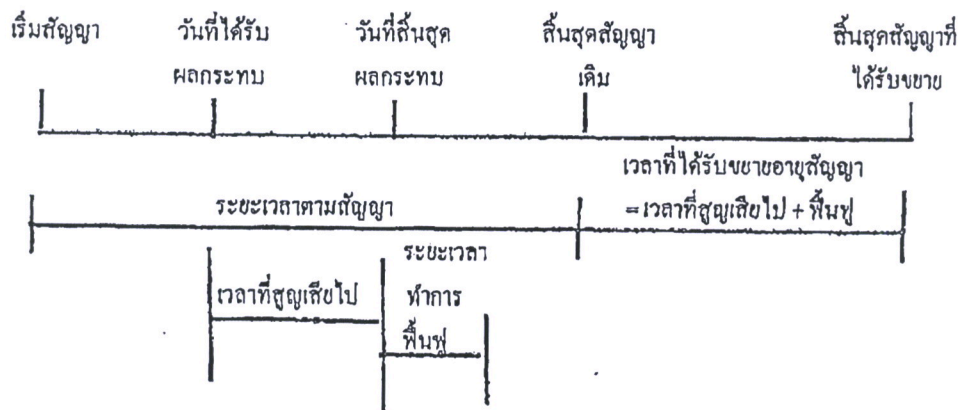 เริ่มสัญญา วันที่ได้รับ วันที่สิ้นสุด สิ้นสุดสัญญา สิ้นสุดสัญญาที่
ผลกระทบ ผลกระทบ เดิม ได้รับขยาย
เวลาที่ได้รับขยายอายุสัญญา
ระยะเวลาตามสัญญา =เวลาที่สูญเสียไป + ฟื้นฟู
ระยะเวลา
เวลาที่สูญเสียไป ทำการ
ฟื้นฟู